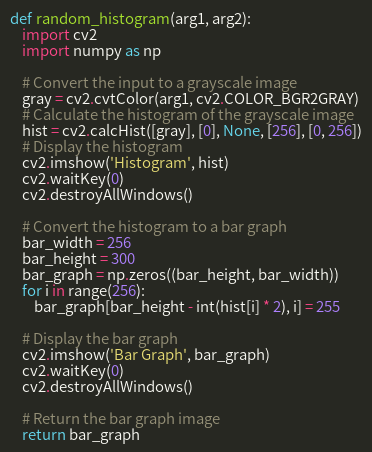 def random_histogram(arg1, arg2):
import cv2
import numpy as np
# Convert the input to a grayscale image
gray = cv2.cvtColor(arg1, cv2.COLOR_BGR2GRAY)
# Calculate the histogram of the grayscale image
hist = cv2.calcHist([gray], [0], None, [256], [0, 256])
# Display the histogram
cv2.imshow('Histogram', hist)
cv2.waitKey(0)
cv2.destroyAllWindows()
# Convert the histogram to a bar graph
bar_width = 256
bar_height = 300
bar_graph = np.zeros((bar_height, bar_width))
for i in range(256):
bar_graph[bar_height - int(hist[i] * 2), i] = 255
# Display the bar graph
cv2.imshow('Bar Graph', bar_graph)
cv2.waitKey(0)
cv2.destroyAllWindows()
# Return the bar graph image
return bar_graph